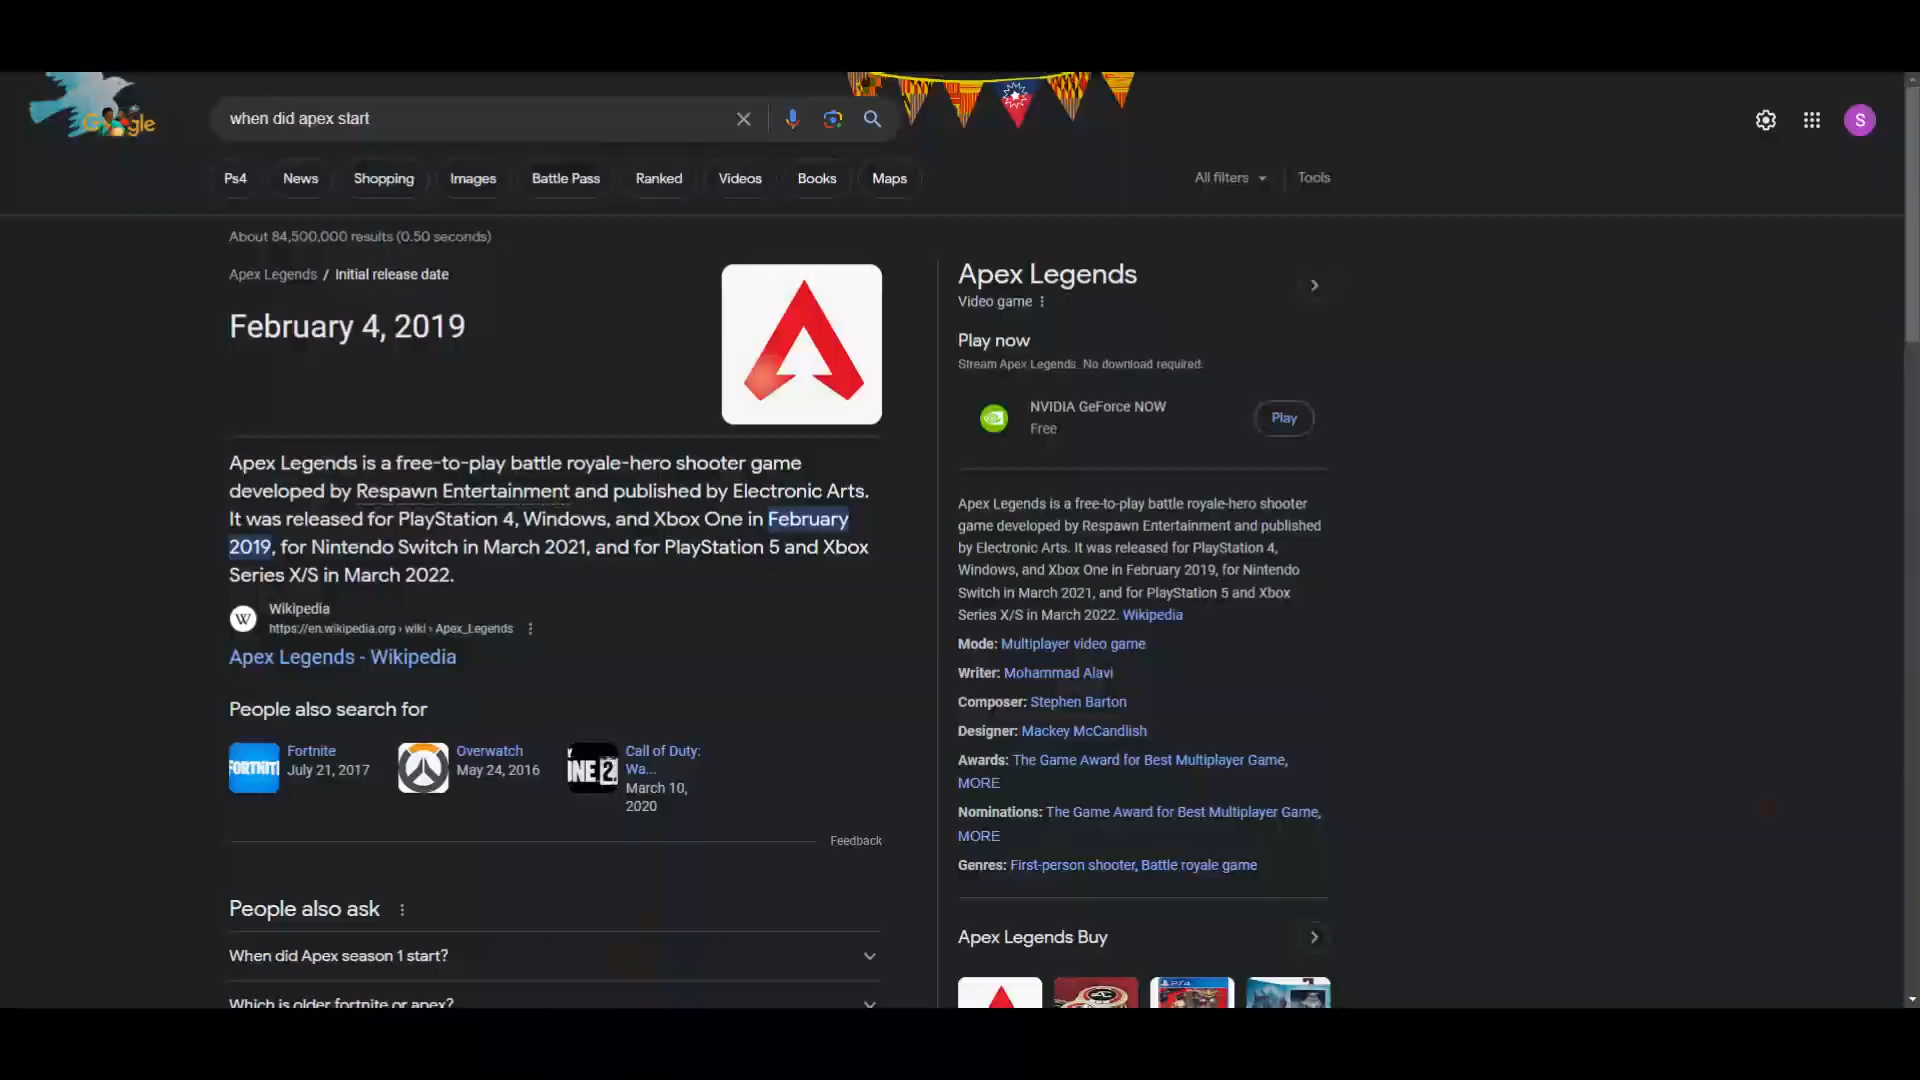 Google
when did apex start
S
Ps4
News
Shopping
Images
Battle Pass
Ranked
Videos
Books
Maps
All filters
Tools
About 84,500,000 results (0.50 seconds)
Apex Legends / Initial release date
February 4, 2019
Apex Legends is a free-to-play battle royale-hero shooter game
developed by Respawn Entertainment and published by Electronic Arts.
It was released for PlayStation 4, Windows, and Xbox One in February
2019, for Nintendo Switch in March 2021, and for PlayStation 5 and Xbox
Series X/S in March 2022.
W
Wikipedia
https://en.wikipedia.org › wiki › Apex_Legends
Apex Legends - Wikipedia
People also search for
FORTNIT
Fortnite
July 21, 2017
Overwatch
May 24, 2016
INE 2.
Call of Duty:
Wa...
March 10,
2020
Feedback
People also ask
When did Apex season 1 start?
Which is older fortnite or apex?
Apex Legends
Video game
Play now
Stream Apex Legends. No download required.
NVIDIA GeForce NOW
Free
Play
Apex Legends is a free-to-play battle royale-hero shooter
game developed by Respawn Entertainment and published
by Electronic Arts. It was released for PlayStation 4,
Windows, and Xbox One in February 2019, for Nintendo
Switch in March 2021, and for PlayStation 5 and Xbox
Series X/S in March 2022. Wikipedia
Mode: Multiplayer video game
Writer: Mohammad Alavi
Composer: Stephen Barton
Designer: Mackey McCandlish
Awards: The Game Award for Best Multiplayer Game,
MORE
Nominations: The Game Award for Best Multiplayer Game,
MORE
Genres: First-person shooter, Battle royale game
Apex Legends Buy
PS4